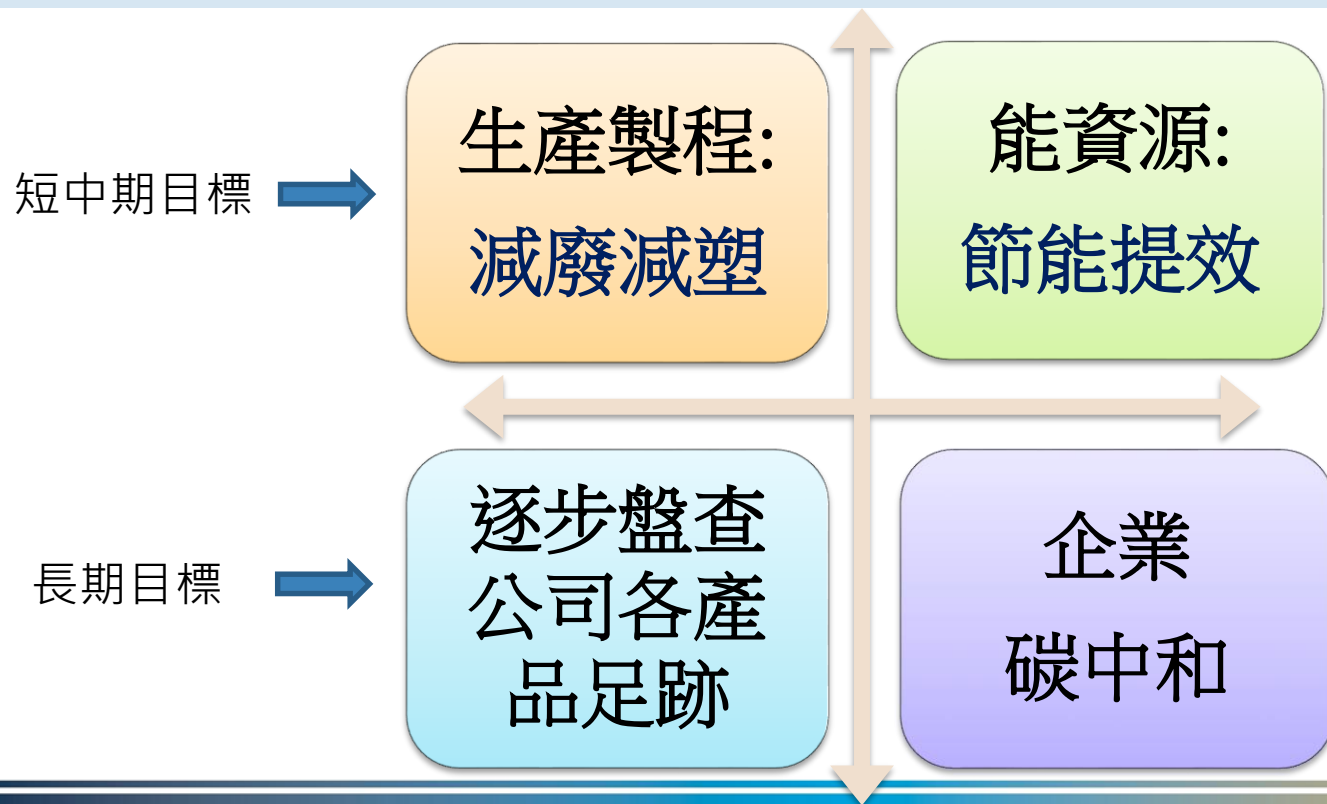 短中期目標
生產製程:
減廢減塑
能資源:
節能提效
長期目標
逐步盤查
公司各產
品足跡
企業
碳中和